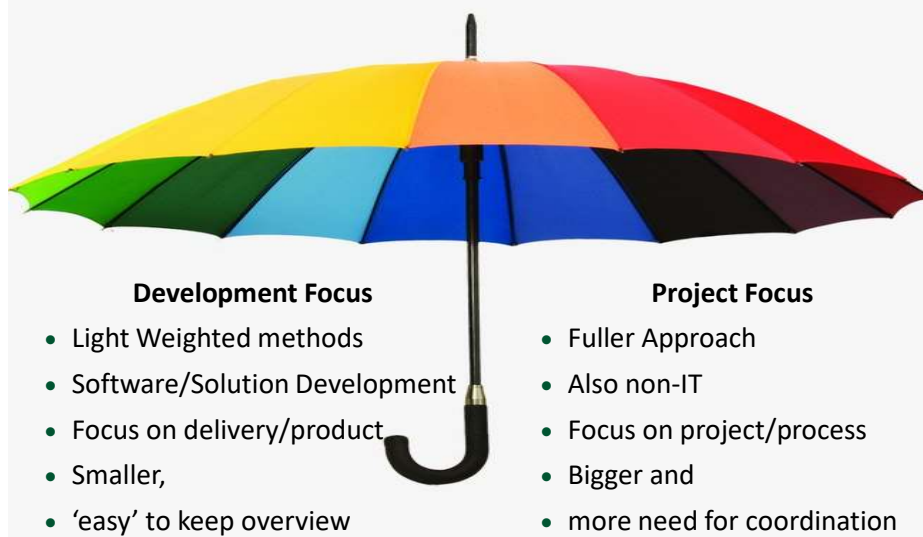 Development Focus
• Light Weighted methods
• Software/Solution Development
• Focus on delivery/product
• Smaller,
• ‘easy’ to keep overview
Project Focus
• Fuller Approach
• Also non-IT
• Focus on project/process
• Bigger and
• more need for coordination